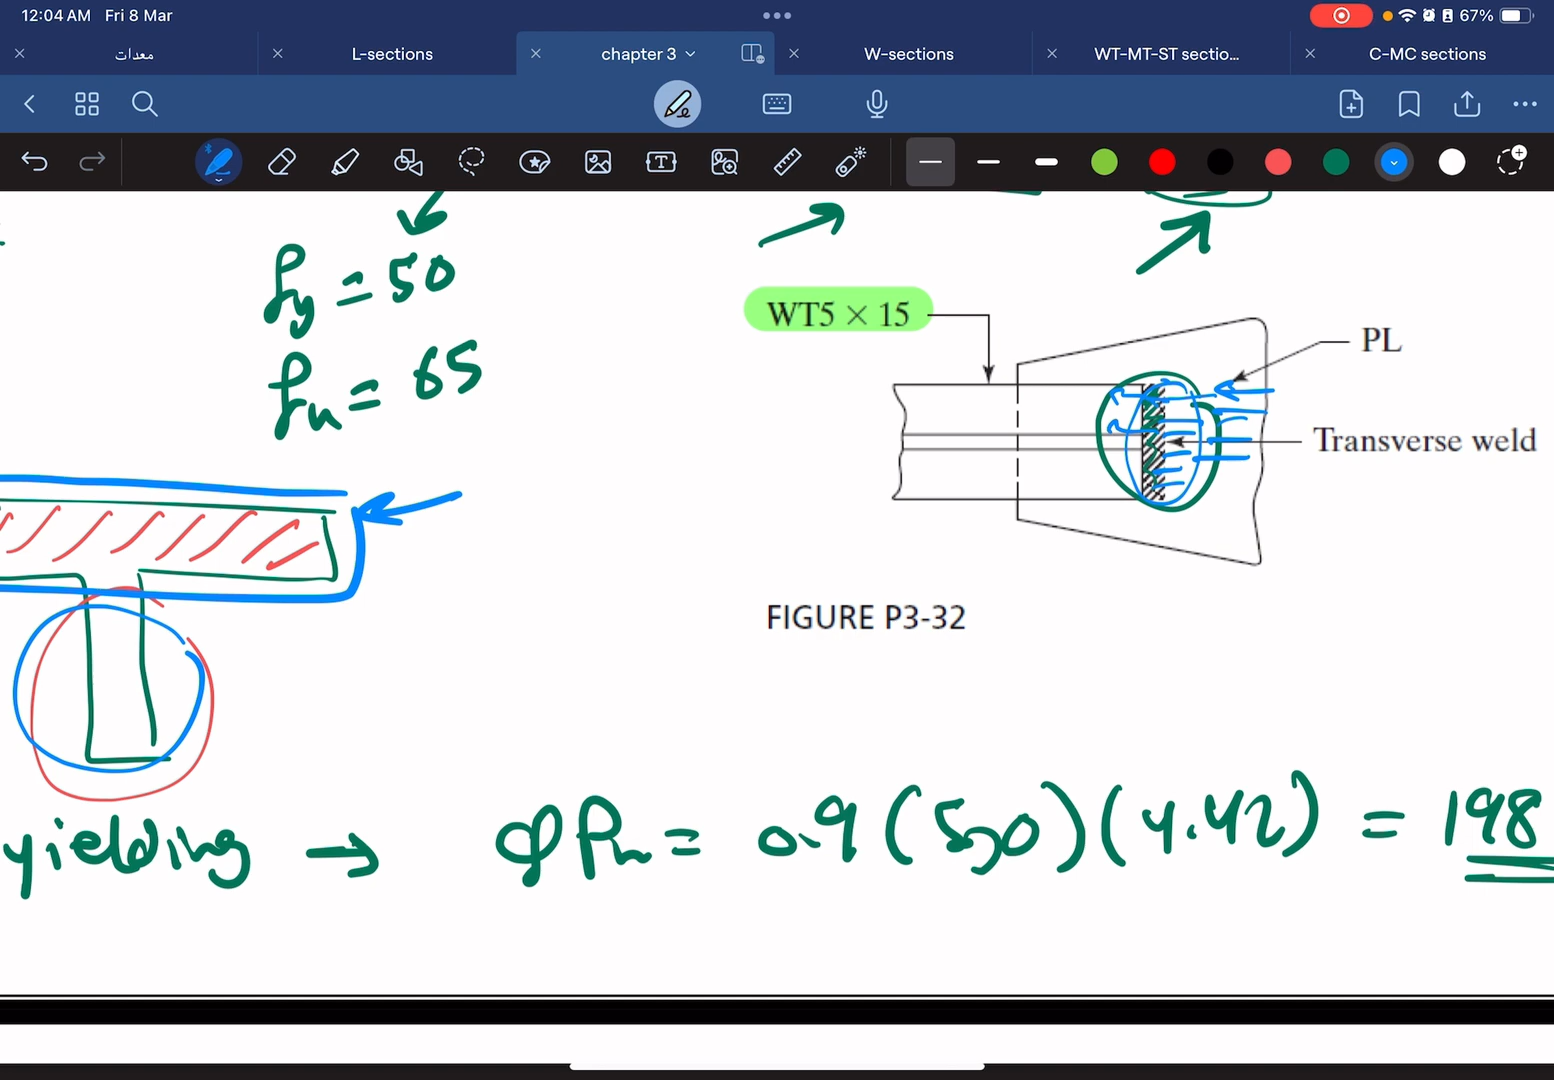 12:04 AM Fri 8 Mar
67%
معدات
L-sections
chapter 3
W-sections
WT-MT-ST sectio...
C-MC sections
fy = 50
fu = 65
WT5 × 15
PL
Transverse weld
FIGURE P3-32
yielding → φPn = 0.9 (50) (4.42) = 198